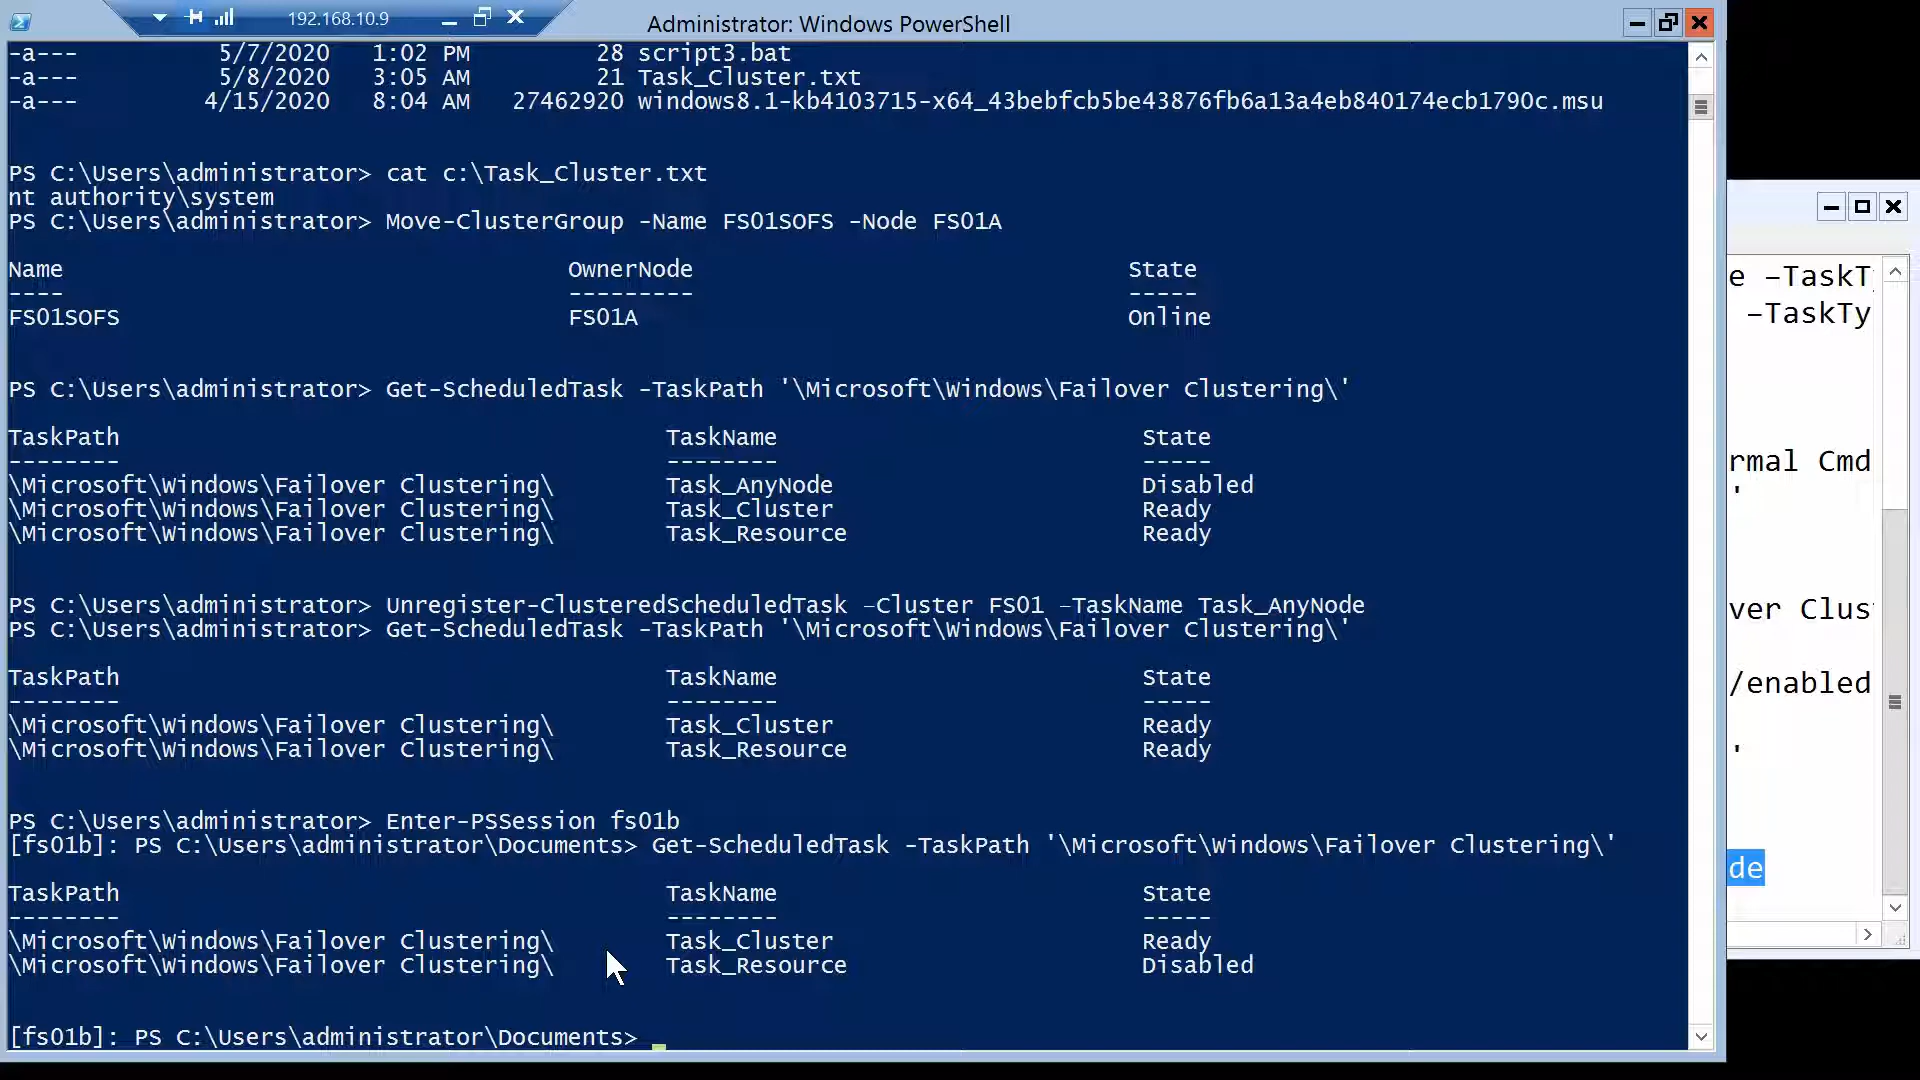 192.168.10.9
Administrator: Windows PowerShell
-a--- 5/7/2020 1:02 PM 28 script3.bat
-a--- 5/8/2020 3:05 AM 21 Task_Cluster.txt
-a--- 4/15/2020 8:04 AM 27462920 windows8.1-kb4103715-x64_43bebfcb5be43876fb6a13a4eb840174ecb1790c.msu
PS C:\Users\administrator> cat c:\Task_Cluster.txt
nt authority\system
PS C:\Users\administrator> Move-ClusterGroup -Name FS01SOFS -Node FS01A
Name OwnerNode State
---- --------- -----
FS01SOFS FS01A Online
PS C:\Users\administrator> Get-ScheduledTask -TaskPath '\Microsoft\Windows\Failover Clustering\'
TaskPath TaskName State
-------- -------- -----
\Microsoft\Windows\Failover Clustering\ Task_AnyNode Disabled
\Microsoft\Windows\Failover Clustering\ Task_Cluster Ready
\Microsoft\Windows\Failover Clustering\ Task_Resource Ready
PS C:\Users\administrator> Unregister-ClusteredScheduledTask –Cluster FS01 –TaskName Task_AnyNode
PS C:\Users\administrator> Get-ScheduledTask -TaskPath '\Microsoft\Windows\Failover Clustering\'
TaskPath TaskName State
-------- -------- -----
\Microsoft\Windows\Failover Clustering\ Task_Cluster Ready
\Microsoft\Windows\Failover Clustering\ Task_Resource Ready
PS C:\Users\administrator> Enter-PSSession fs01b
[fs01b]: PS C:\Users\administrator\Documents> Get-ScheduledTask -TaskPath '\Microsoft\Windows\Failover Clustering\'
TaskPath TaskName State
-------- -------- -----
\Microsoft\Windows\Failover Clustering\ Task_Cluster Ready
\Microsoft\Windows\Failover Clustering\ Task_Resource Disabled
[fs01b]: PS C:\Users\administrator\Documents>
e –TaskT
–TaskTy
rmal Cmd
'
ver Clus
/enabled
'
de